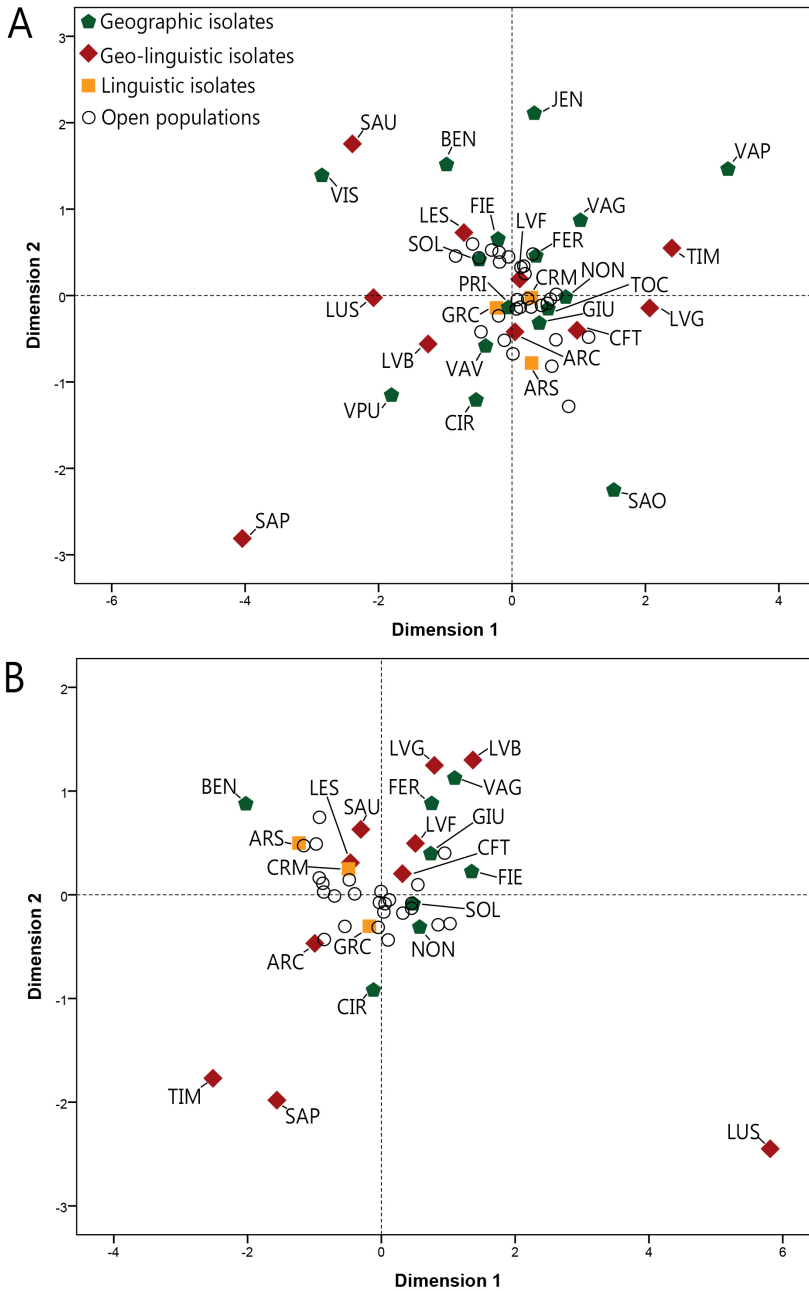 A
Geographic isolates
Geo-linguistic isolates
Linguistic isolates
Open populations
JEN
SAU
BEN
VAP
VIS
FIE
VAG
LES
LVF
SOL
FER
TIM
PRI
CRM
NON
TOC
LUS
GRC
GIU
LVG
CFT
LVB
VAV
ARC
ARS
VPU
CIR
SAO
SAP
3
2
1
0
-1
-2
-3
Dimension 2
-6 -4 -2 0 2 4
Dimension 1
B
LVG
LVB
BEN
LES
FER
VAG
SAU
GIU
ARS
LVF
CFT
CRM
FIE
SOL
GRC
NON
ARC
CIR
TIM
SAP
LUS
2
1
0
-1
-2
-3
Dimension 2
-4 -2 0 2 4 6
Dimension 1